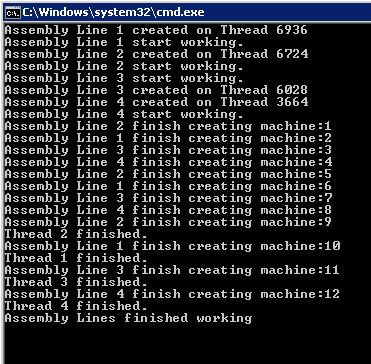 C:\Windows\system32\cmd.exe
Assembly Line 1 created on Thread 6936
Assembly Line 1 start working.
Assembly Line 2 created on Thread 6724
Assembly Line 2 start working.
Assembly Line 3 start working.
Assembly Line 3 created on Thread 6028
Assembly Line 4 created on Thread 3664
Assembly Line 4 start working.
Assembly Line 2 finish creating machine:1
Assembly Line 1 finish creating machine:2
Assembly Line 3 finish creating machine:3
Assembly Line 4 finish creating machine:4
Assembly Line 2 finish creating machine:5
Assembly Line 1 finish creating machine:6
Assembly Line 3 finish creating machine:7
Assembly Line 4 finish creating machine:8
Assembly Line 2 finish creating machine:9
Thread 2 finished.
Assembly Line 1 finish creating machine:10
Thread 1 finished.
Assembly Line 3 finish creating machine:11
Thread 3 finished.
Assembly Line 4 finish creating machine:12
Thread 4 finished.
Assembly Lines finished working